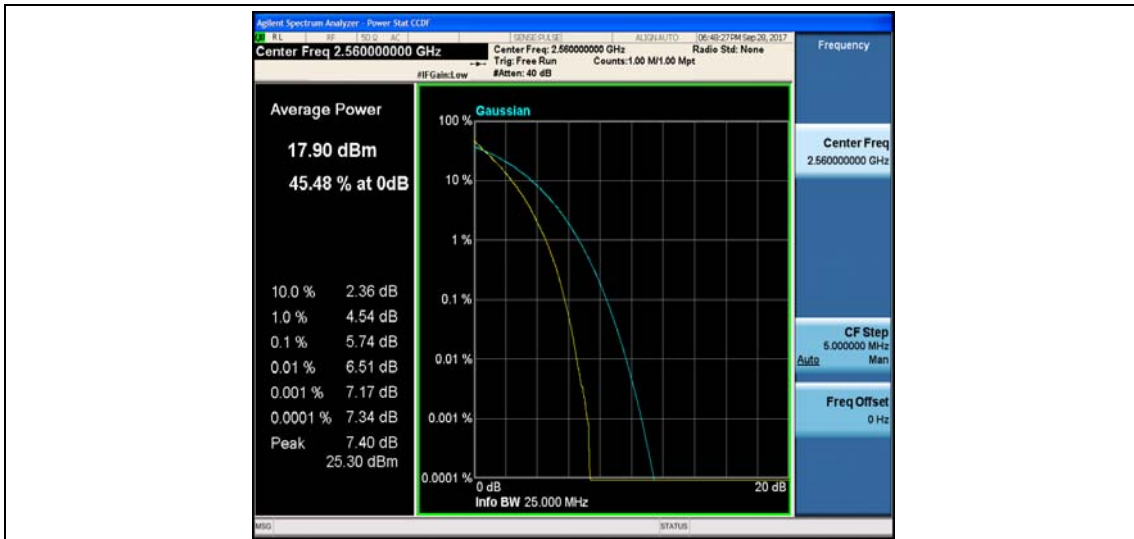 Agilent Spectrum Analyzer - Power Stat CCDF
RL RF 50 Ω AC SENSE:PULSE ALIGNAUTO 06:48:27 PM Sep 28, 2017
Center Freq 2.560000000 GHz
Center Freq: 2.560000000 GHz Radio Std: None
Trig: Free Run Counts:1.00 M/1.00 Mpt
#IFGain:Low #Atten: 40 dB
Frequency
Average Power
17.90 dBm
45.48 % at 0dB
10.0 % 2.36 dB
1.0 % 4.54 dB
0.1 % 5.74 dB
0.01 % 6.51 dB
0.001 % 7.17 dB
0.0001 % 7.34 dB
Peak 7.40 dB
25.30 dBm
Gaussian
100 %
10 %
1 %
0.1 %
0.01 %
0.001 %
0.0001 %
0 dB 20 dB
Info BW 25.000 MHz
Center Freq
2.560000000 GHz
CF Step
5.000000 MHz
Auto Man
Freq Offset
0 Hz
MSG STATUS